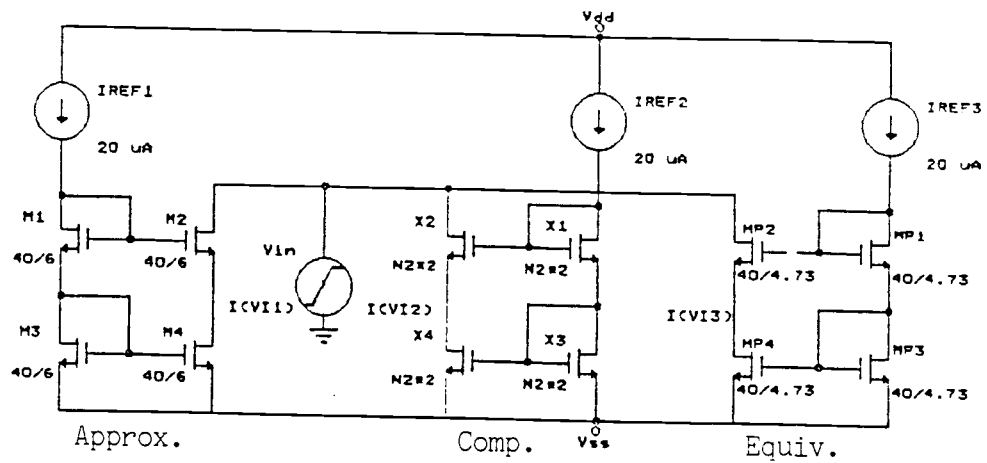 Vdd
IREF1
20 uA
IREF2
20 uA
IREF3
20 uA
M1
40/6
M2
40/6
Vin
I(VI1)
X2
N2*2
X1
N2*2
I(VI2)
MP2
40/4.73
MP1
40/4.73
M3
40/6
M4
40/6
X4
N2*2
X3
N2*2
I(VI3)
MP4
40/4.73
MP3
40/4.73
Approx.
Comp.
Vss
Equiv.